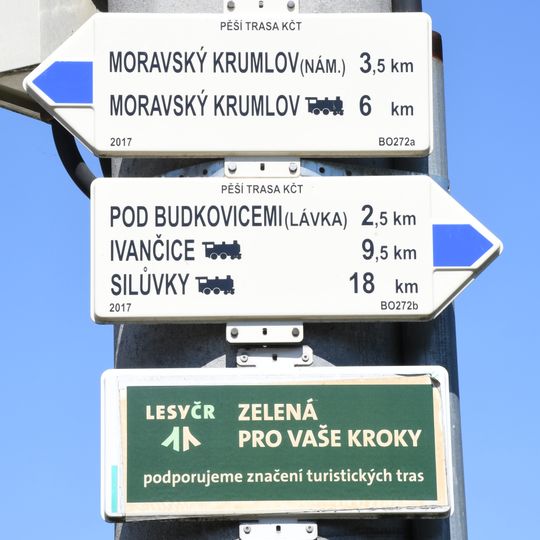 PĚŠÍ TRASA KČT
MORAVSKÝ KRUMLOV (NÁM.) 3,5 km
MORAVSKÝ KRUMLOV 6 km
2017 BO272a
PĚŠÍ TRASA KČT
POD BUDKOVICEMI (LÁVKA) 2,5 km
IVANČICE 9,5 km
SILŮVKY 18 km
2017 BO272b
LESYČR ZELENÁ
PRO VAŠE KROKY
podporujeme značení turistických tras